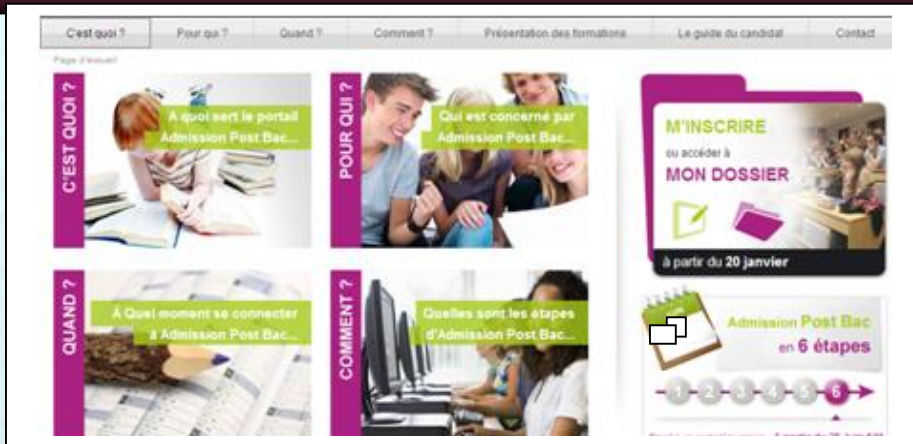 C'est quoi ?
Pour qui ?
Quand ?
Comment ?
Présentation des formations
Le guide du candidat
Contact
Page d'accueil
C'EST QUOI ?
A quoi sert le portail
Admission Post Bac...
POUR QUI ?
Qui est concerné par
Admission Post Bac...
M'INSCRIRE
ou accéder à
MON DOSSIER
à partir du 20 janvier
QUAND ?
À Quel moment se connecter
à Admission Post Bac...
COMMENT ?
Quelles sont les étapes
d'Admission Post Bac...
Admission Post Bac
en 6 étapes
1 2 3 4 5 6